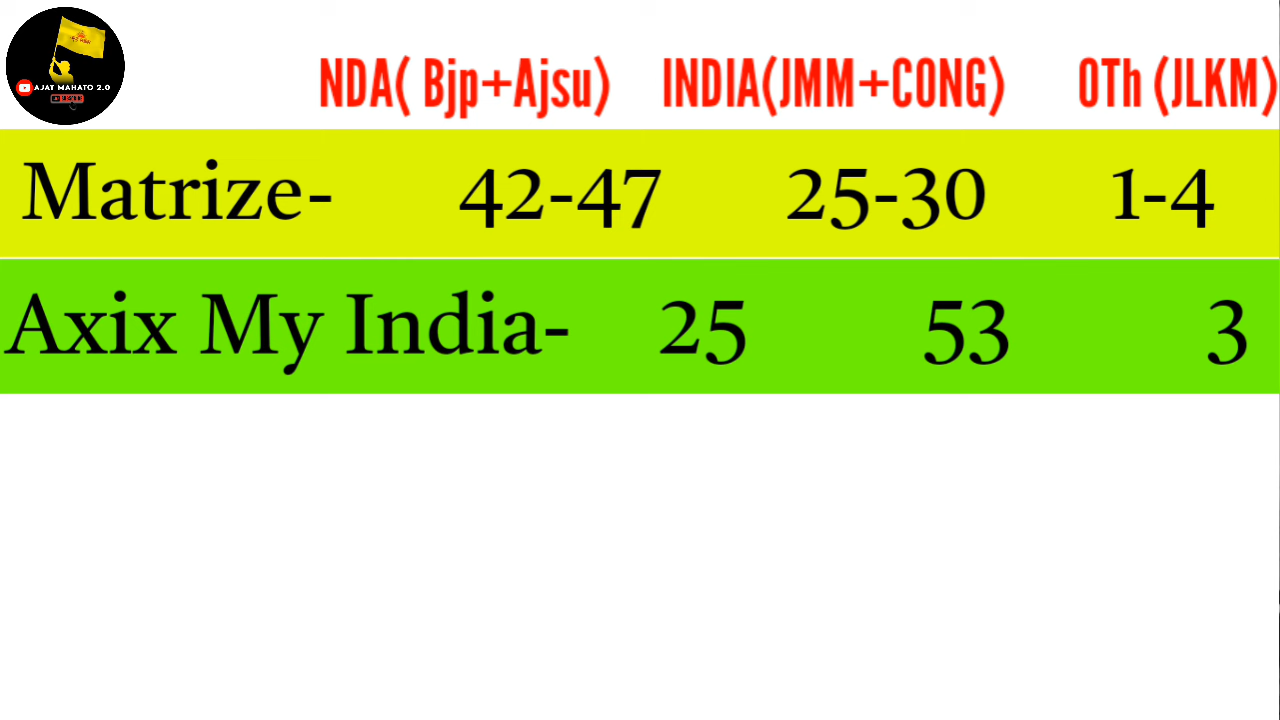 AJAT MAHATO 2.0
NDA( Bjp+Ajsu) INDIA(JMM+CONG) OTh (JLKM)
Matrize- 42-47 25-30 1-4
Axix My India- 25 53 3